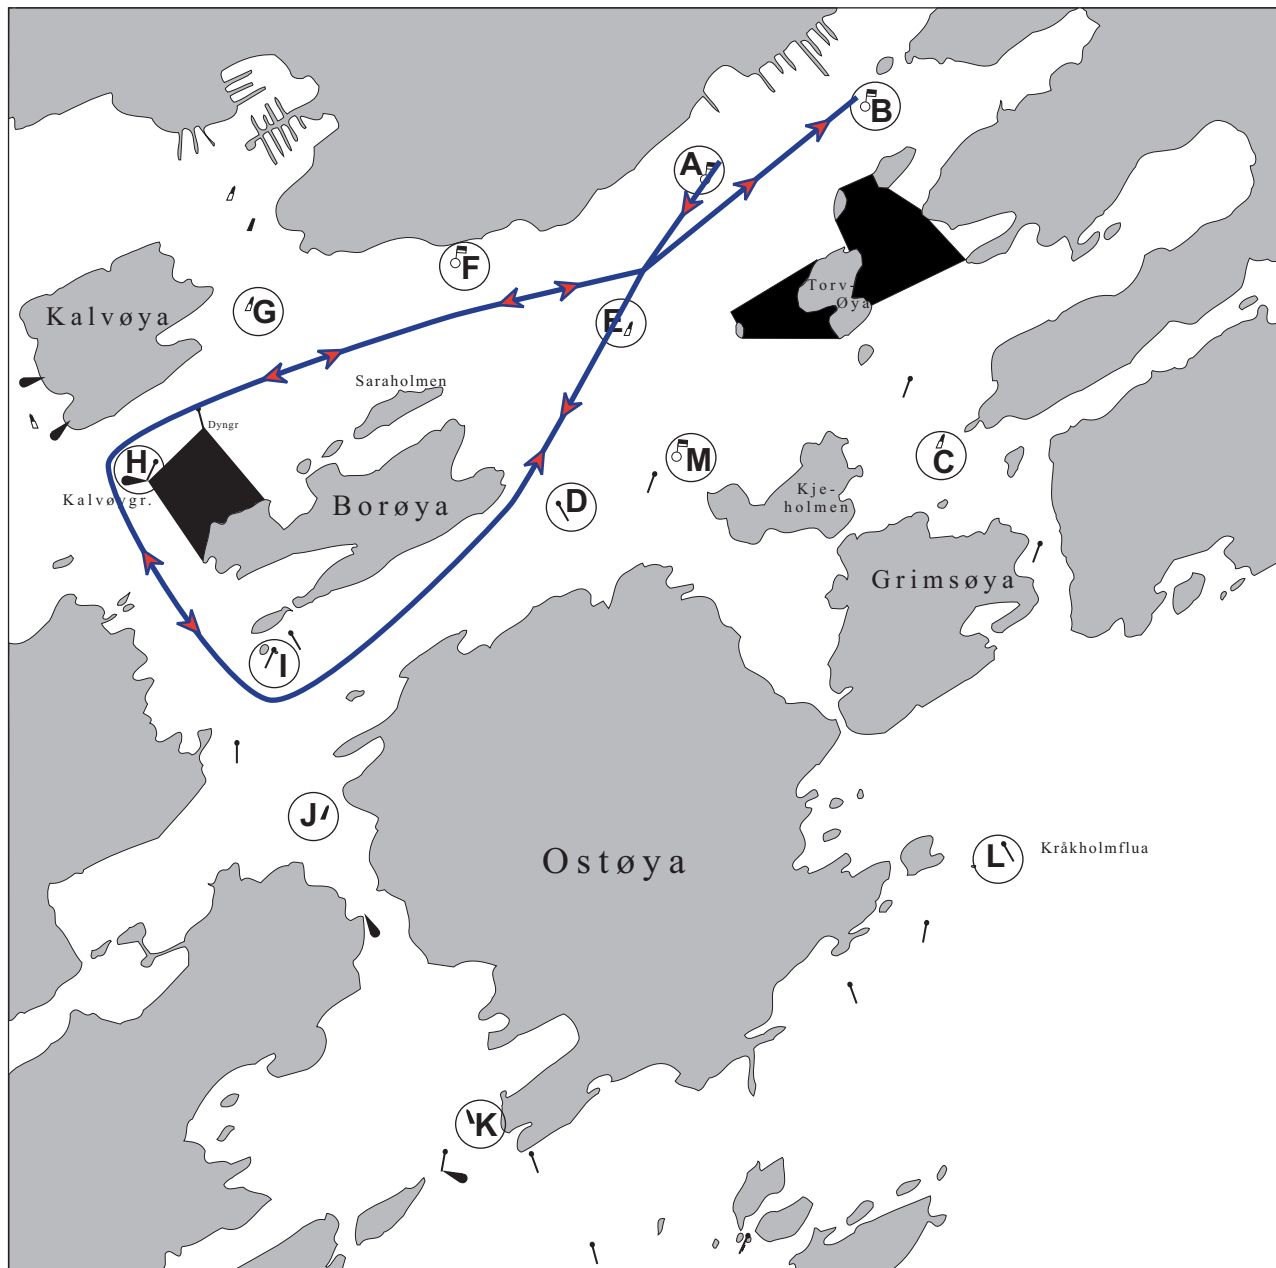 B
A
F
Torv-
Øya
G
Kalvøya
E
Saraholmen
Dyngr
H
M
C
Kalvøygr.
Borøya
D
Kje-
holmen
Grimsøya
I
J
Ostøya
L
Kråkholmflua
K